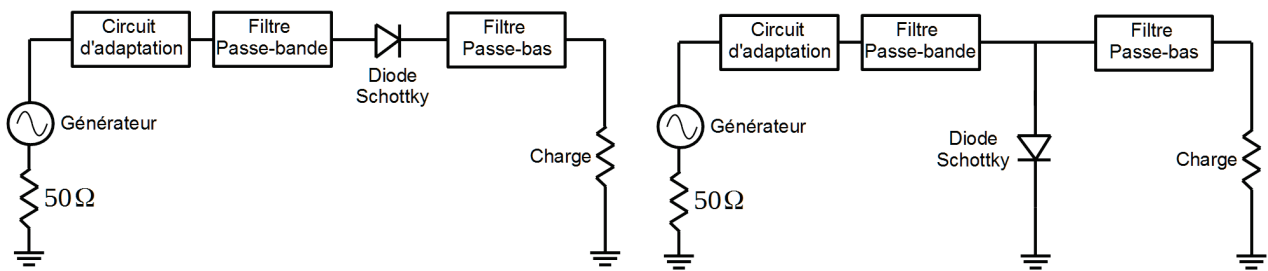 Circuit
d'adaptation
Filtre
Passe-bande
Diode
Schottky
Filtre
Passe-bas
Générateur
50Ω
Charge
Circuit
d'adaptation
Filtre
Passe-bande
Filtre
Passe-bas
Générateur
50Ω
Diode
Schottky
Charge